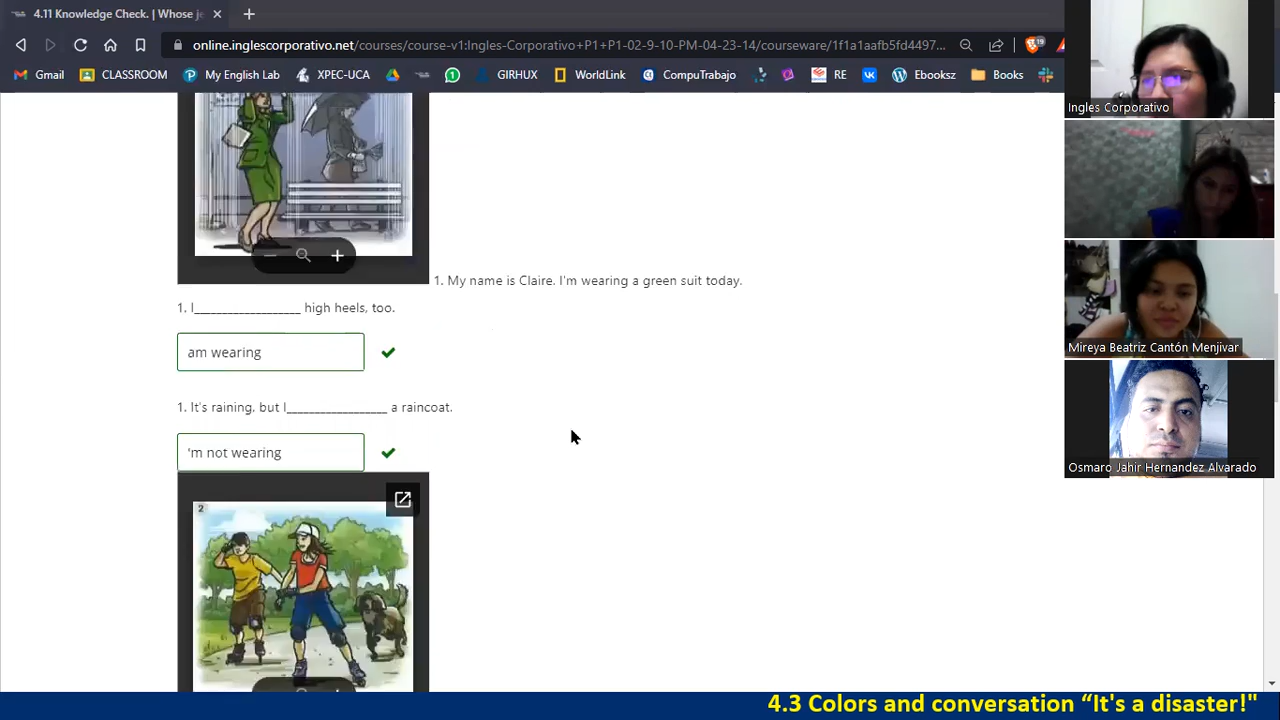 4.11 Knowledge Check. | Whose je
online.inglescorporativo.net/courses/course-v1:Ingles-Corporativo+P1+P1-02-9-10-PM-04-23-14/courseware/1f1a1aafb5fd4497...
19
Gmail CLASSROOM My English Lab XPEC-UCA GIRHUX WorldLink CompuTrabajo RE Ebooksz Books
Ingles Corporativo
1. My name is Claire. I'm wearing a green suit today.
1. I_________________ high heels, too.
am wearing
Mireya Beatriz Cantón Menjivar
1. It's raining, but I________________ a raincoat.
'm not wearing
Osmaro Jahir Hernandez Alvarado
2
4.3 Colors and conversation “It's a disaster!"